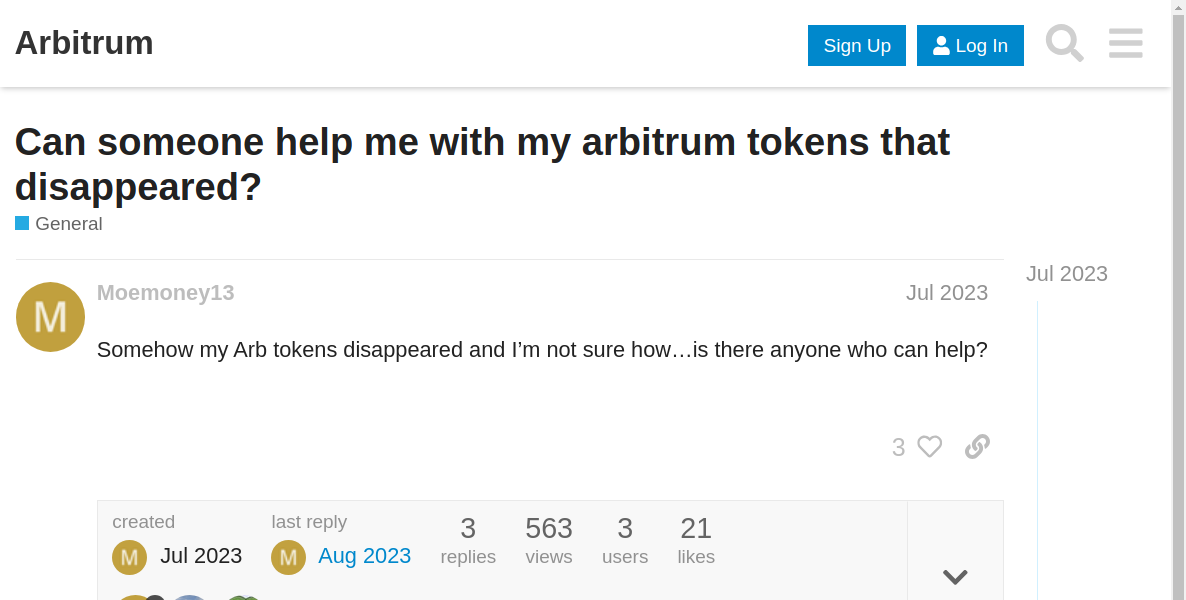 Arbitrum
Sign Up
Log In
Can someone help me with my arbitrum tokens that
disappeared?
General
Jul 2023
M
Moemoney13
Jul 2023
Somehow my Arb tokens disappeared and I’m not sure how…is there anyone who can help?
3
created
M
Jul 2023
last reply
M
Aug 2023
3
replies
563
views
3
users
21
likes